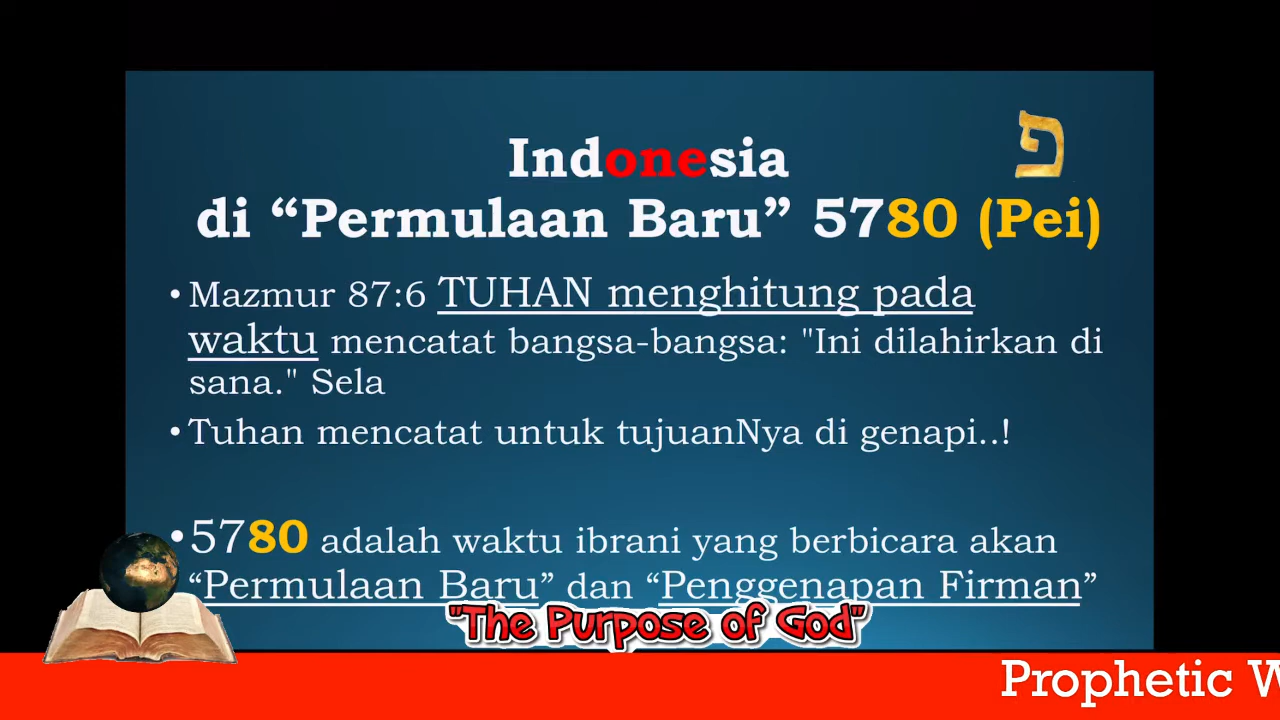 פ
Indonesia
di “Permulaan Baru” 5780 (Pei)
• Mazmur 87:6 TUHAN menghitung pada
waktu mencatat bangsa-bangsa: "Ini dilahirkan di
sana." Sela
• Tuhan mencatat untuk tujuanNya di genapi..!
• 5780 adalah waktu ibrani yang berbicara akan
“Permulaan Baru” dan “Penggenapan Firman”
"The Purpose of God"
Prophetic W